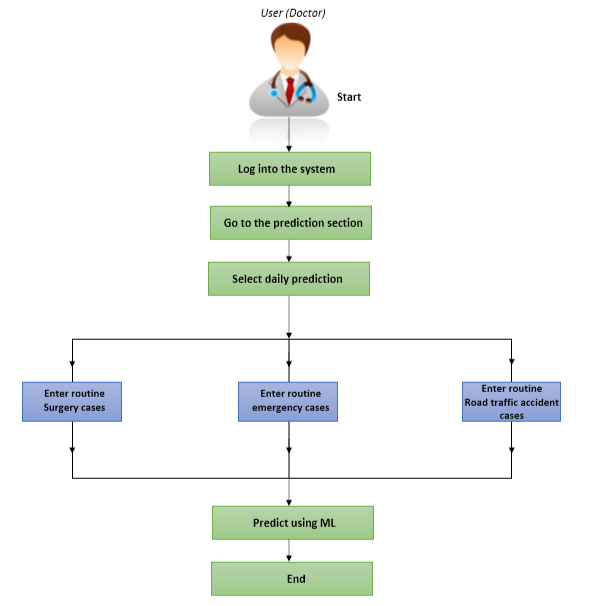 User (Doctor)
Start
Log into the system
Go to the prediction section
Select daily prediction
Enter routine
Surgery cases
Enter routine
emergency cases
Enter routine
Road traffic accident
cases
Predict using ML
End